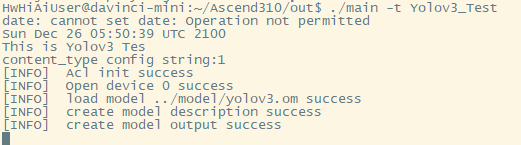 HwHiAiUser@davinci-mini:~/Ascend310/out$ ./main -t Yolov3_Test
date: cannot set date: Operation not permitted
Sun Dec 26 05:50:39 UTC 2100
This is Yolov3 Tes
content_type config string:1
[INFO]  Acl init success
[INFO]  Open device 0 success
[INFO]  load model ../model/yolov3.om success
[INFO]  create model description success
[INFO]  create model output success